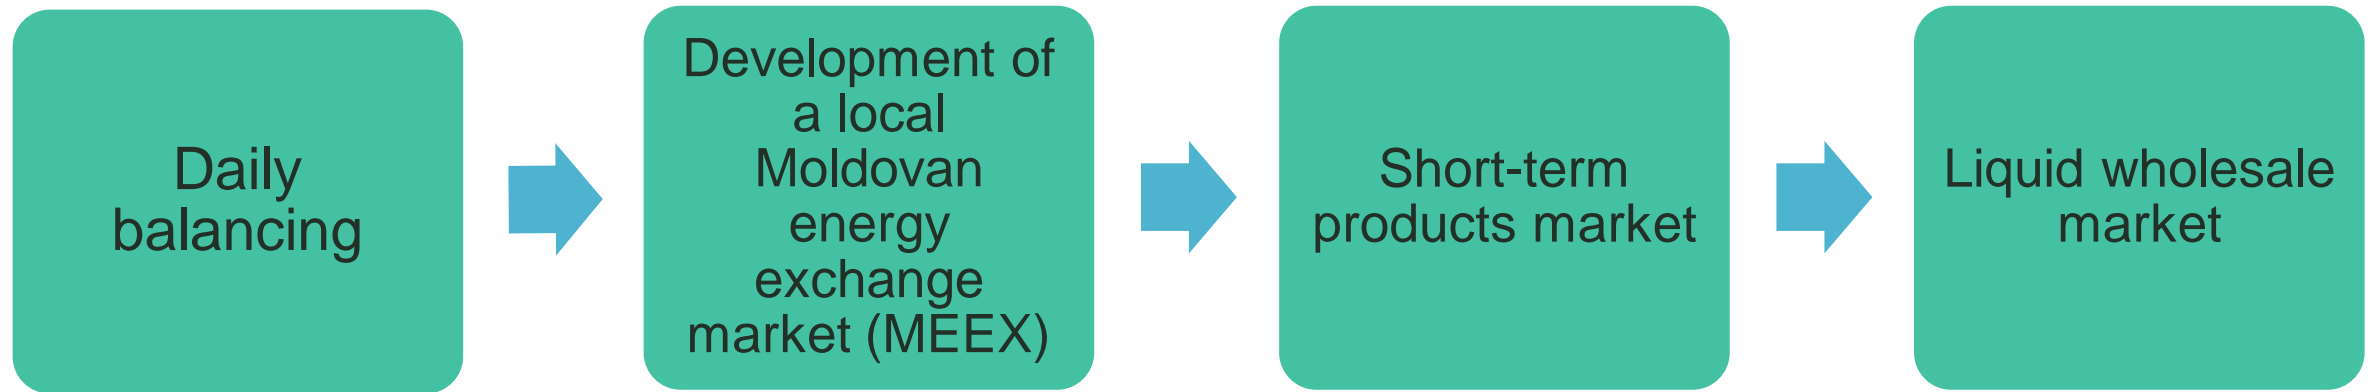 Daily
balancing
Development of
a local
Moldovan
energy
exchange
market (MEEX)
Short-term
products market
Liquid wholesale
market